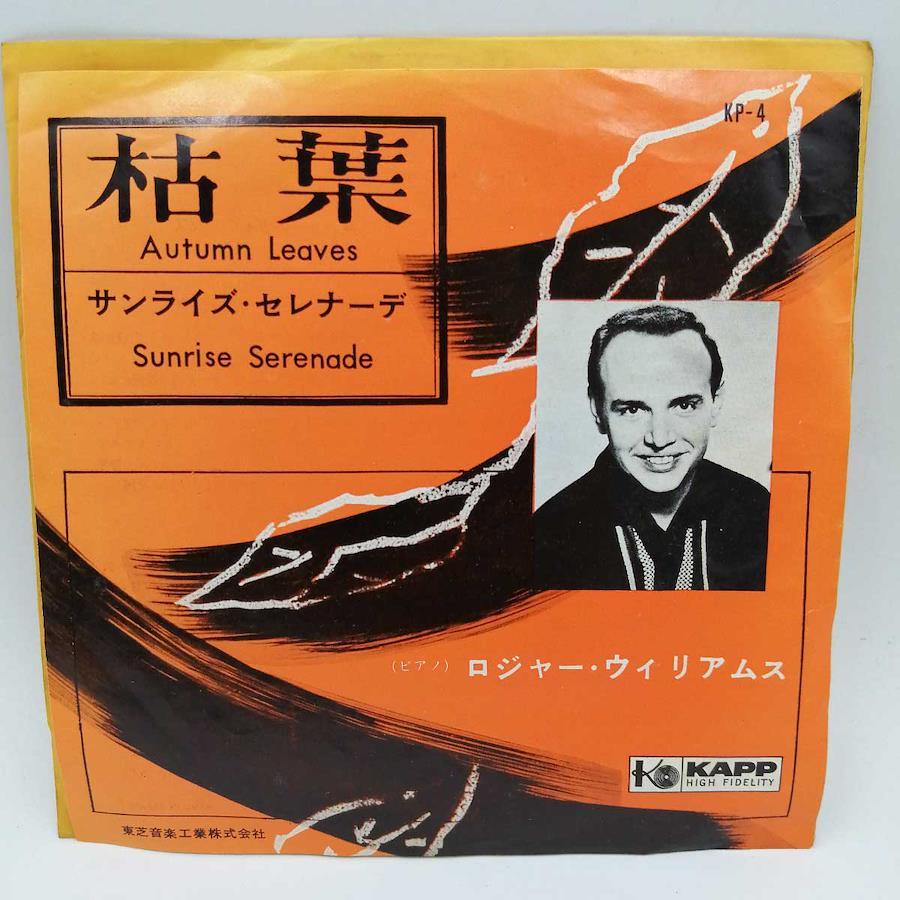 KP-4
枯葉
Autumn Leaves
サンライズ・セレナーデ
Sunrise Serenade
(ピアノ) ロジャー・ウィリアムス
KAPP
HIGH FIDELITY
東芝音楽工業株式会社